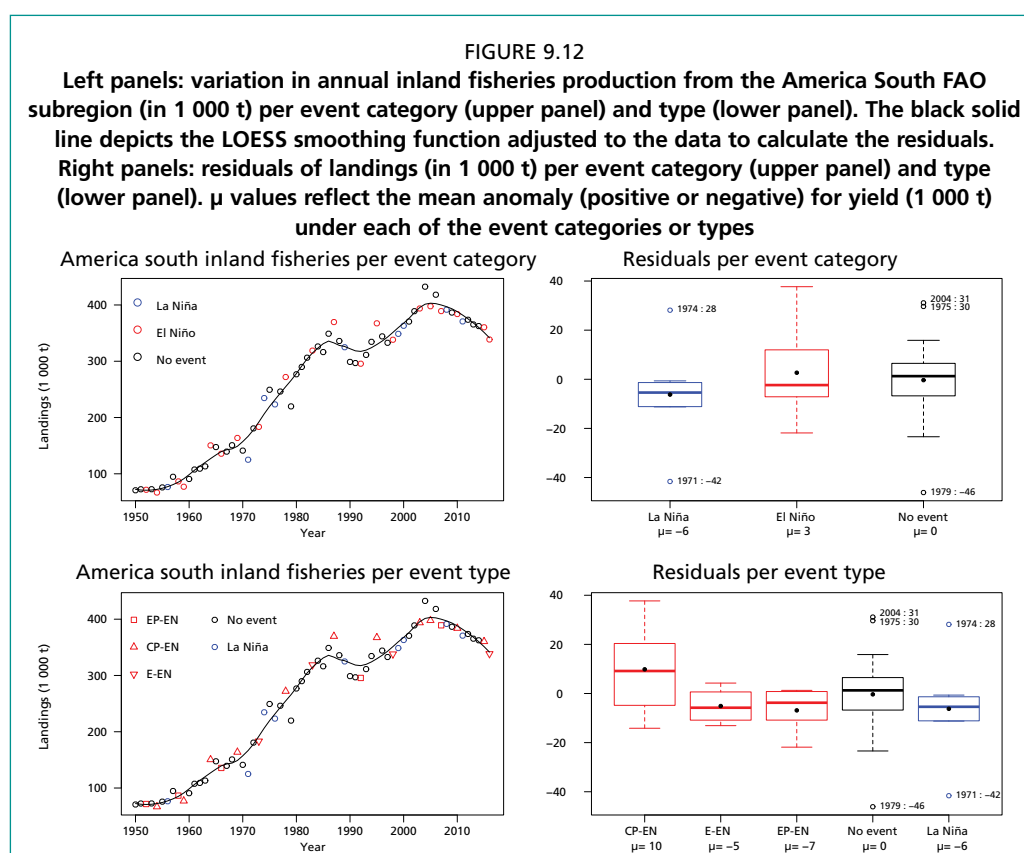 FIGURE 9.12
Left panels: variation in annual inland fisheries production from the America South FAO
subregion (in 1 000 t) per event category (upper panel) and type (lower panel). The black solid
line depicts the LOESS smoothing function adjusted to the data to calculate the residuals.
Right panels: residuals of landings (in 1 000 t) per event category (upper panel) and type
(lower panel). μ values reflect the mean anomaly (positive or negative) for yield (1 000 t)
under each of the event categories or types
America south inland fisheries per event category
Landings (1 000 t)
400
300
200
100
La Niña
El Niño
No event
1950 1960 1970 1980 1990 2000 2010
Year
Residuals per event category
40
20
0
−20
−40
1974 : 28
1971 : −42
2004 : 31
1975 : 30
1979 : −46
La Niña El Niño No event
μ= −6 μ= 3 μ= 0
America south inland fisheries per event type
Landings (1 000 t)
400
300
200
100
EP-EN No event
CP-EN La Niña
E-EN
1950 1960 1970 1980 1990 2000 2010
Year
Residuals per event type
40
20
0
−20
−40
2004 : 31
1975 : 30
1974 : 28
1979 : −46
1971 : −42
CP-EN E-EN EP-EN No event La Niña
μ= 10 μ= −5 μ= −7 μ= 0 μ= −6